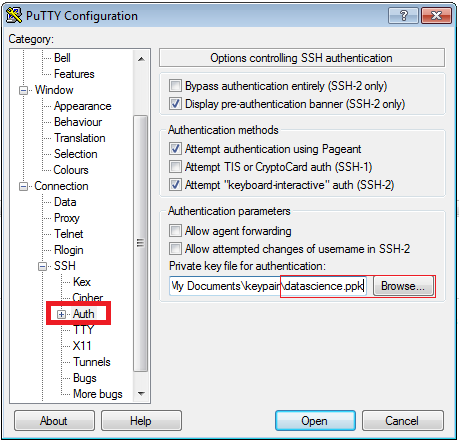 PuTTY Configuration
Category:
Bell
Features
Window
Appearance
Behaviour
Translation
Selection
Colours
Connection
Data
Proxy
Telnet
Rlogin
SSH
Kex
Cipher
Auth
TTY
X11
Tunnels
Bugs
More bugs
Options controlling SSH authentication
Bypass authentication entirely (SSH-2 only)
Display pre-authentication banner (SSH-2 only)
Authentication methods
Attempt authentication using Pageant
Attempt TIS or CryptoCard auth (SSH-1)
Attempt "keyboard-interactive" auth (SSH-2)
Authentication parameters
Allow agent forwarding
Allow attempted changes of username in SSH-2
Private key file for authentication:
My Documents\keypair\datascience.ppk
Browse...
About
Help
Open
Cancel